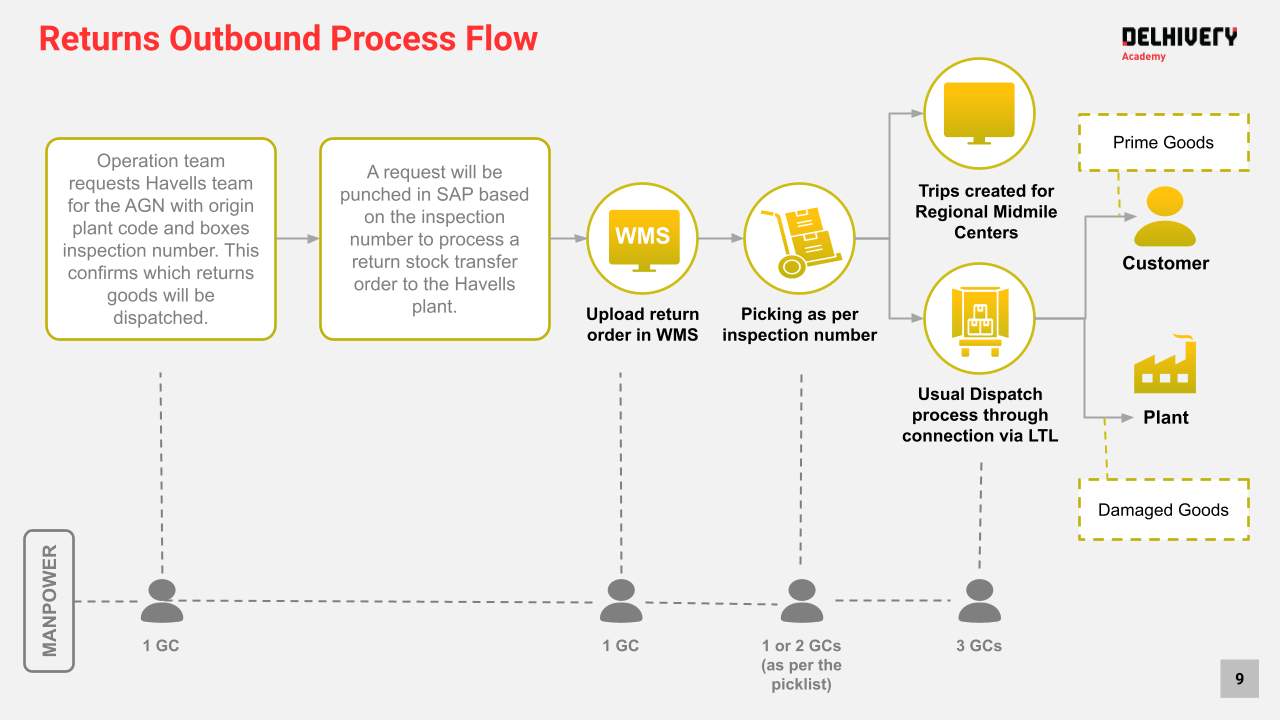 Returns Outbound Process Flow
DELHIVERY
Academy
Operation team
requests Havells team
for the AGN with origin
plant code and boxes
inspection number. This
confirms which returns
goods will be
dispatched.
A request will be
punched in SAP based
on the inspection
number to process a
return stock transfer
order to the Havells
plant.
WMS
Upload return
order in WMS
Picking as per
inspection number
Trips created for
Regional Midmile
Centers
Usual Dispatch
process through
connection via LTL
Prime Goods
Customer
Plant
Damaged Goods
MANPOWER
1 GC
1 GC
1 or 2 GCs
(as per the
picklist)
3 GCs
9